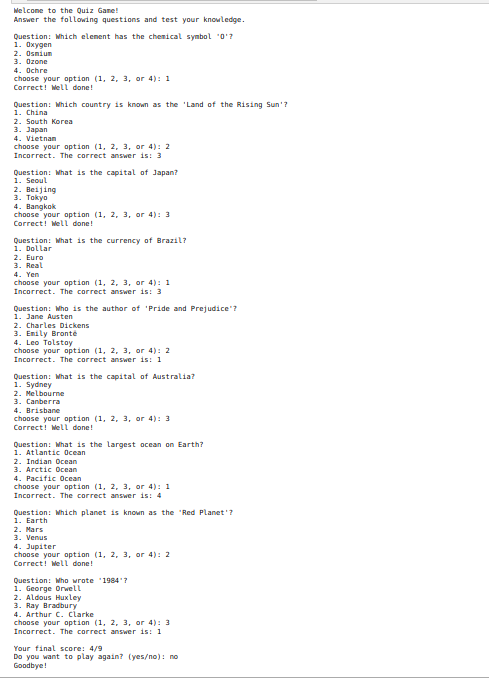 Welcome to the Quiz Game!
Answer the following questions and test your knowledge.

Question: Which element has the chemical symbol 'O'?
1. Oxygen
2. Osmium
3. Ozone
4. Ochre
choose your option (1, 2, 3, or 4): 1
Correct! Well done!

Question: Which country is known as the 'Land of the Rising Sun'?
1. China
2. South Korea
3. Japan
4. Vietnam
choose your option (1, 2, 3, or 4): 2
Incorrect. The correct answer is: 3

Question: What is the capital of Japan?
1. Seoul
2. Beijing
3. Tokyo
4. Bangkok
choose your option (1, 2, 3, or 4): 3
Correct! Well done!

Question: What is the currency of Brazil?
1. Dollar
2. Euro
3. Real
4. Yen
choose your option (1, 2, 3, or 4): 1
Incorrect. The correct answer is: 3

Question: Who is the author of 'Pride and Prejudice'?
1. Jane Austen
2. Charles Dickens
3. Emily Brontë
4. Leo Tolstoy
choose your option (1, 2, 3, or 4): 2
Incorrect. The correct answer is: 1

Question: What is the capital of Australia?
1. Sydney
2. Melbourne
3. Canberra
4. Brisbane
choose your option (1, 2, 3, or 4): 3
Correct! Well done!

Question: What is the largest ocean on Earth?
1. Atlantic Ocean
2. Indian Ocean
3. Arctic Ocean
4. Pacific Ocean
choose your option (1, 2, 3, or 4): 1
Incorrect. The correct answer is: 4

Question: Which planet is known as the 'Red Planet'?
1. Earth
2. Mars
3. Venus
4. Jupiter
choose your option (1, 2, 3, or 4): 2
Correct! Well done!

Question: Who wrote '1984'?
1. George Orwell
2. Aldous Huxley
3. Ray Bradbury
4. Arthur C. Clarke
choose your option (1, 2, 3, or 4): 3
Incorrect. The correct answer is: 1

Your final score: 4/9
Do you want to play again? (yes/no): no
Goodbye!